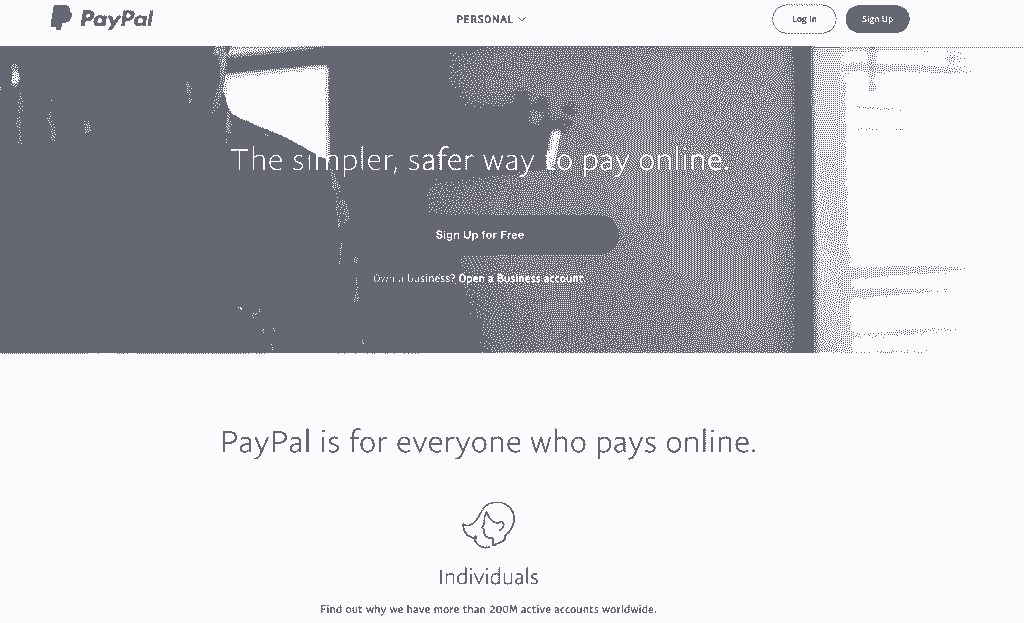 PayPal
PERSONAL
Log In
Sign Up
The simpler, safer way to pay online.
Sign Up for Free
Own a business? Open a Business account.
PayPal is for everyone who pays online.
Individuals
Find out why we have more than 200M active accounts worldwide.